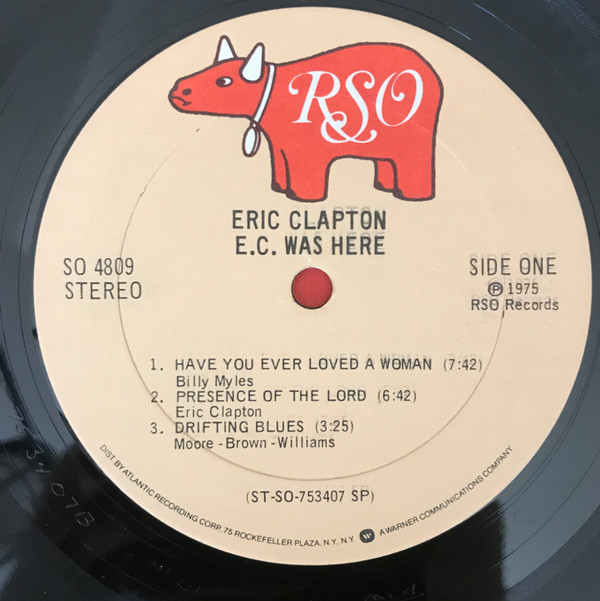 RSO
ERIC CLAPTON
E.C. WAS HERE
SO 4809
STEREO
SIDE ONE
Ⓟ 1975
RSO Records
1. HAVE YOU EVER LOVED A WOMAN (7:42)
Billy Myles
2. PRESENCE OF THE LORD (6:42)
Eric Clapton
3. DRIFTING BLUES (3:25)
Moore-Brown-Williams
(ST-SO-753407 SP)
DIST. BY ATLANTIC RECORDING CORP. 75 ROCKEFELLER PLAZA, N.Y., N.Y. W A WARNER COMMUNICATIONS COMPANY